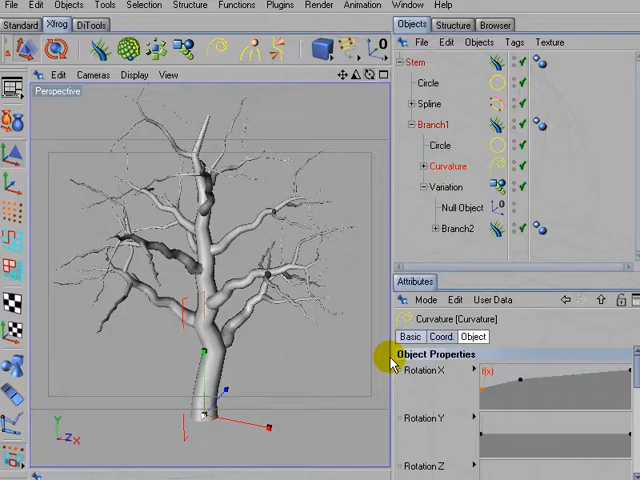 File Edit Objects Tools Selection Structure Functions Plugins Render Animation Window Help
Standard Xfrog DiTools
Objects Structure Browser
File Edit Objects Tags Texture
Edit Cameras Display View
Perspective
Stem
Circle
Spline
Branch1
Circle
Curvature
Variation
Null Object
Branch2
Attributes
Mode Edit User Data
Curvature [Curvature]
Basic Coord. Object
Object Properties
Rotation X
f(x)
Rotation Y
Rotation Z
Y
Z X